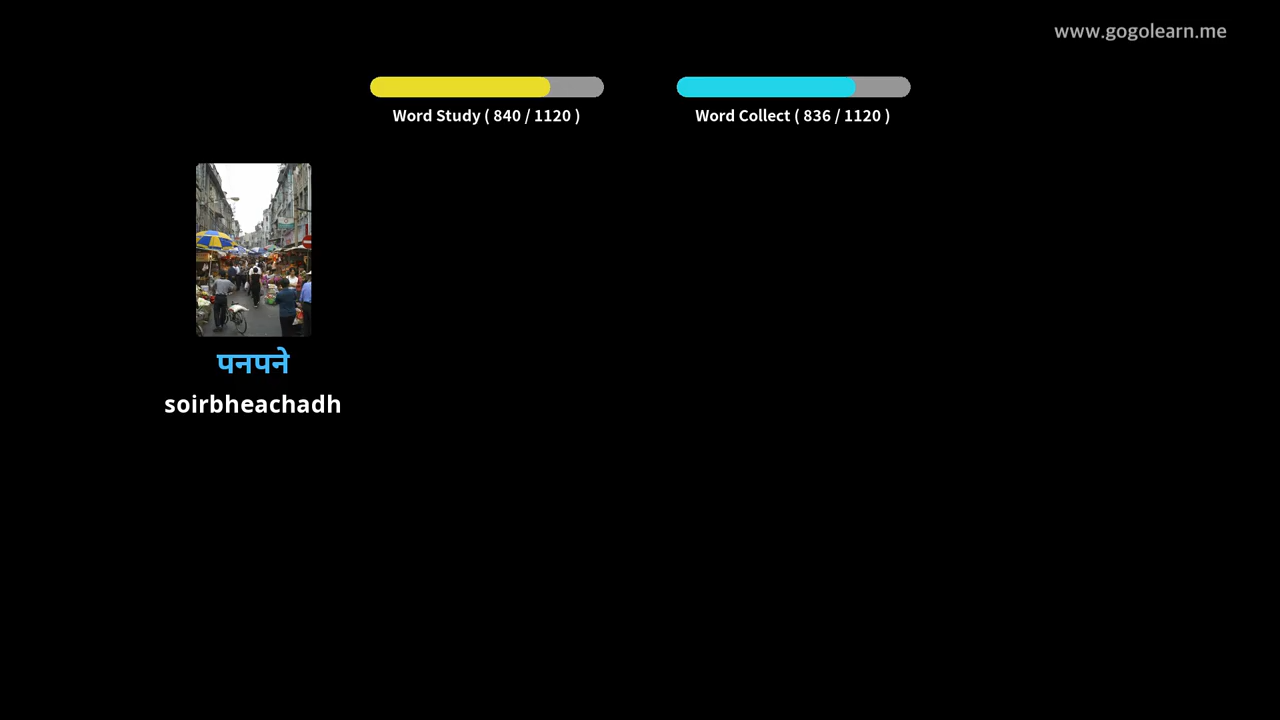 www.gogolearn.me
Word Study ( 840 / 1120 )
Word Collect ( 836 / 1120 )
पनपने
soirbheachadh